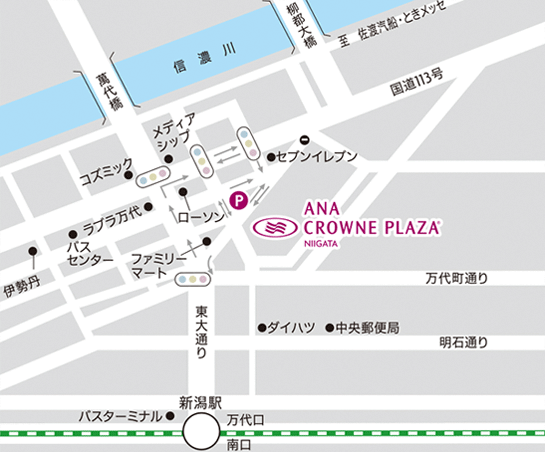 柳都大橋
至 佐渡汽船・ときメッセ
信濃川
萬代橋
国道113号
メディア
シップ
セブンイレブン
コズミック
P
ラブラ万代
ローソン
ANA
CROWNE PLAZA
NIIGATA
バス
センター
ファミリー
マート
伊勢丹
万代町通り
東大通り
ダイハツ
中央郵便局
明石通り
新潟駅
バスターミナル
万代口
南口